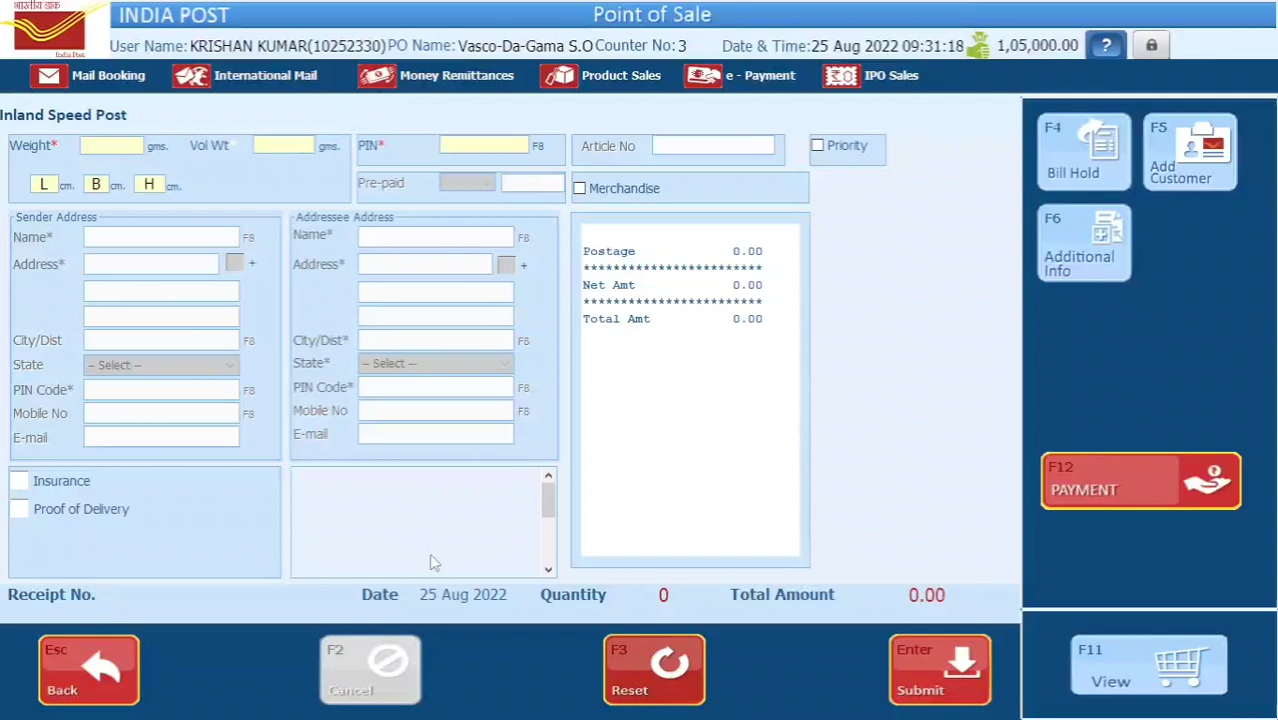 भारतीय डाक
India Post
INDIA POST
Point of Sale
User Name: KRISHAN KUMAR(10252330) PO Name: Vasco.Da-Gama S.O Counter No: 3 Date & Time: 25 Aug 2022 09:31:18 1,05,000.00 ?
Mail Booking International Mail Money Remittances Product Sales e - Payment IPO Sales
Inland Speed Post
Weight* gms. Vol Wt gms. PIN* F8 Article No Priority
L cm. B cm. H cm. Pre-paid Merchandise
Sender Address
Name* F8
Address* +
City/Dist F8
State -- Select --
PIN Code* F8
Mobile No F8
E-mail
Addressee Address
Name* F8
Address* +
City/Dist* F8
State* -- Select --
PIN Code* F8
Mobile No F8
E-mail
Insurance
Proof of Delivery
Postage 0.00
************************
Net Amt 0.00
************************
Total Amt 0.00
F4
Bill Hold
F5
Add
Customer
F6
Additional
Info
F12
PAYMENT
Receipt No. Date 25 Aug 2022 Quantity 0 Total Amount 0.00
Esc
Back
F2
Cancel
F3
Reset
Enter
Submit
F11
View